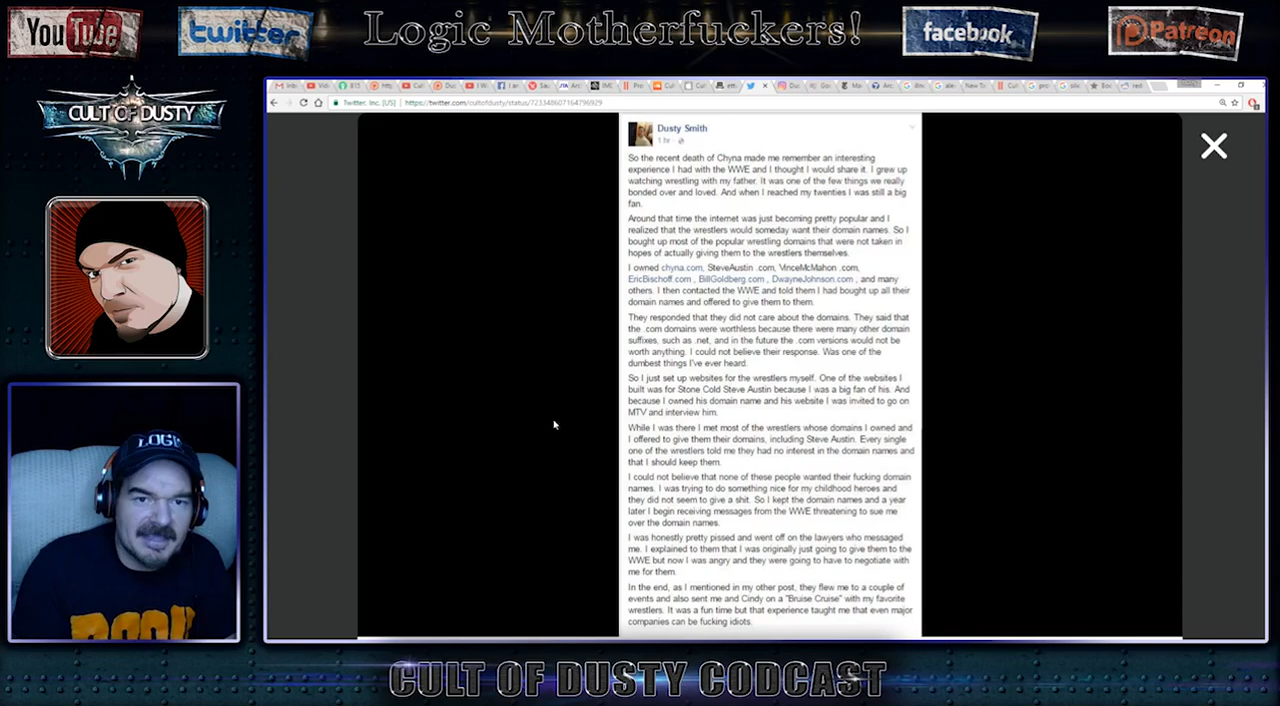 YouTube
twitter
Logic Motherfuckers!
facebook
Patreon
CULT OF DUSTY
Twitter, Inc. [US]
https://twitter.com/cultofdusty/status/723348607164796929
Dusty Smith
1 hr
So the recent death of Chyna made me remember an interesting
experience I had with the WWE and I thought I would share it. I grew up
watching wrestling with my father. It was one of the few things we really
bonded over and loved. And when I reached my twenties I was still a big
fan.
Around that time the internet was just becoming pretty popular and I
realized that the wrestlers would someday want their domain names. So I
bought up most of the popular wrestling domains that were not taken in
hopes of actually giving them to the wrestlers themselves.
I owned chyna.com, SteveAustin .com, VinceMcMahon .com,
EricBischoff.com , BillGoldberg.com , DwayneJohnson.com , and many
others. I then contacted the WWE and told them I had bought up all their
domain names and offered to give them to them.
They responded that they did not care about the domains. They said that
the .com domains were worthless because there were many other domain
suffixes, such as .net, and in the future the .com versions would not be
worth anything. I could not believe their response. Was one of the
dumbest things I've ever heard.
So I just set up websites for the wrestlers myself. One of the websites I
built was for Stone Cold Steve Austin because I was a big fan of his. And
because I owned his domain name and his website I was invited to go on
MTV and interview him.
While I was there I met most of the wrestlers whose domains I owned and
I offered to give them their domains, including Steve Austin. Every single
one of the wrestlers told me they had no interest in the domain names and
that I should keep them.
I could not believe that none of these people wanted their fucking domain
names. I was trying to do something nice for my childhood heroes and
they did not seem to give a shit. So I kept the domain names and a year
later I begin receiving messages from the WWE threatening to sue me
over the domain names.
I was honestly pretty pissed and went off on the lawyers who messaged
me. I explained to them that I was originally just going to give them to the
WWE but now I was angry and they were going to have to negotiate with
me for them.
In the end, as I mentioned in my other post, they flew me to a couple of
events and also sent me and Cindy on a "Bruise Cruise" with my favorite
wrestlers. It was a fun time but that experience taught me that even major
companies can be fucking idiots.
CULT OF DUSTY CODCAST